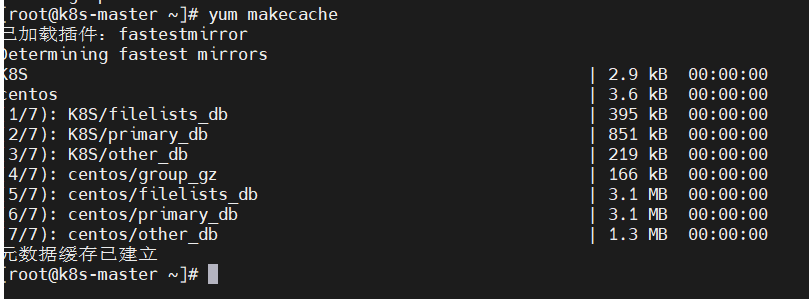 [root@k8s-master ~]# yum makecache
已加载插件：fastestmirror
Determining fastest mirrors
K8S | 2.9 kB 00:00:00
centos | 3.6 kB 00:00:00
(1/7): K8S/filelists_db | 395 kB 00:00:00
(2/7): K8S/primary_db | 851 kB 00:00:00
(3/7): K8S/other_db | 219 kB 00:00:00
(4/7): centos/group_gz | 166 kB 00:00:00
(5/7): centos/filelists_db | 3.1 MB 00:00:00
(6/7): centos/primary_db | 3.1 MB 00:00:00
(7/7): centos/other_db | 1.3 MB 00:00:00
元数据缓存已建立
[root@k8s-master ~]#